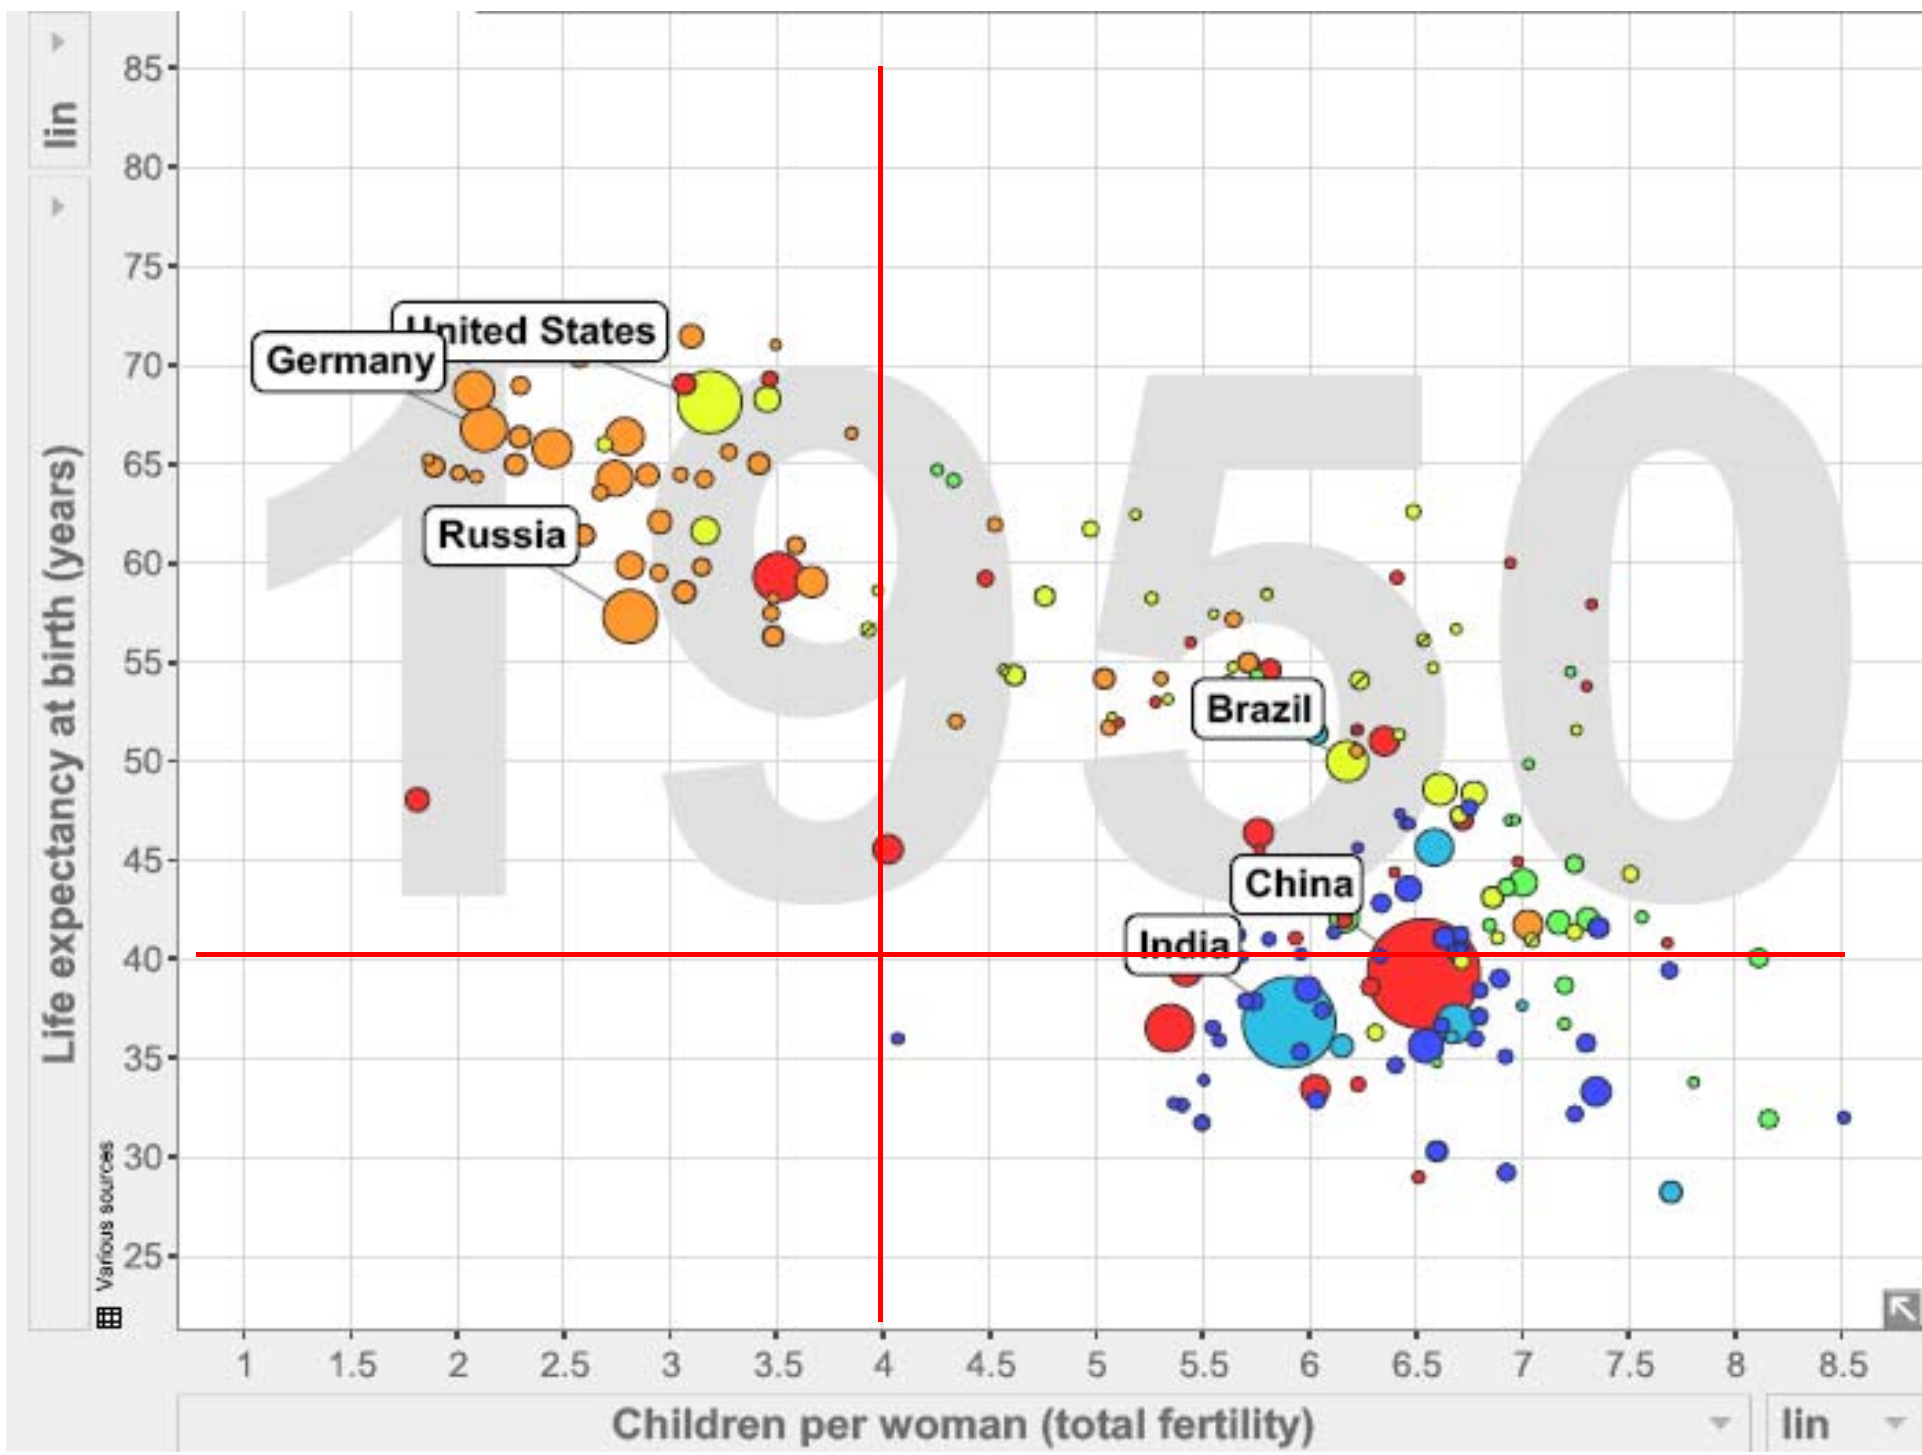 lin
Life expectancy at birth (years)
Various sources
85
80
75
70
65
60
55
50
45
40
35
30
25
1950
United States
Germany
Russia
Brazil
China
India
1 1.5 2 2.5 3 3.5 4 4.5 5 5.5 6 6.5 7 7.5 8 8.5
Children per woman (total fertility)
lin